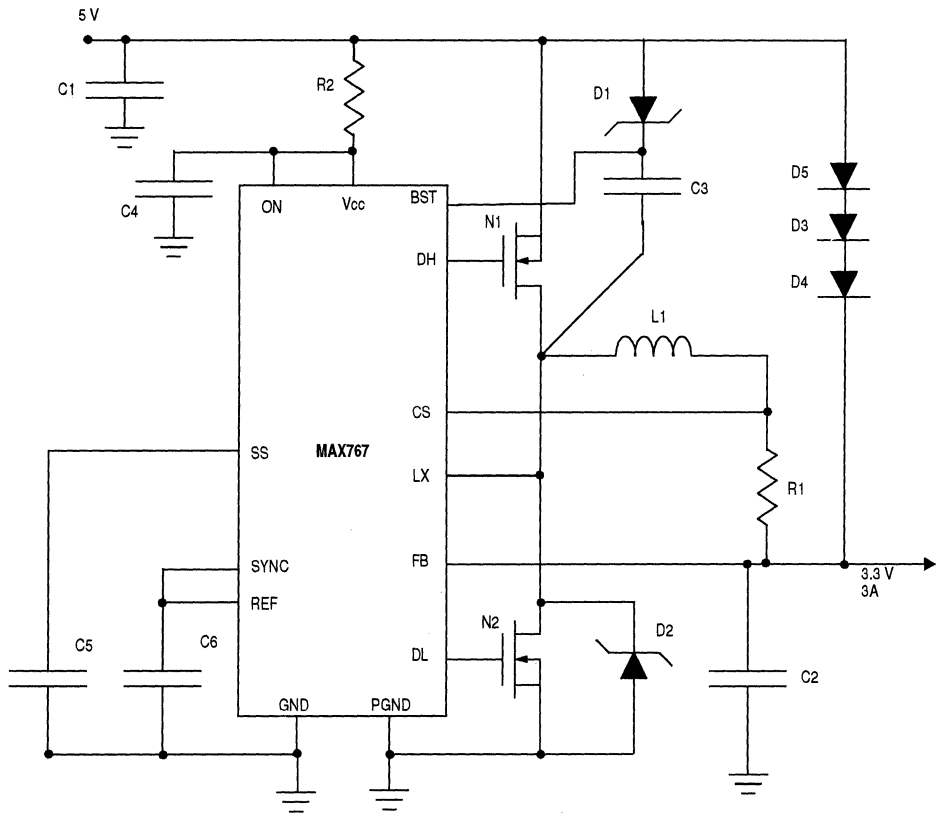 5 V
C1
R2
D1
C4
ON
Vcc
BST
C3
D5
N1
D3
DH
D4
L1
CS
SS
MAX767
LX
R1
SYNC
FB
3.3 V
3A
REF
C5
C6
N2
D2
DL
C2
GND
PGND